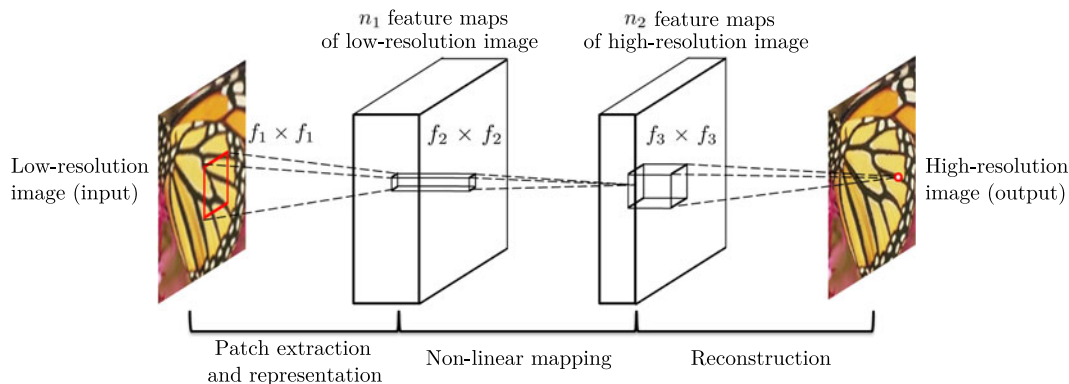 n₁ feature maps
of low-resolution image
n₂ feature maps
of high-resolution image
f₁ × f₁
f₂ × f₂
f₃ × f₃
Low-resolution
image (input)
High-resolution
image (output)
Patch extraction
and representation
Non-linear mapping
Reconstruction